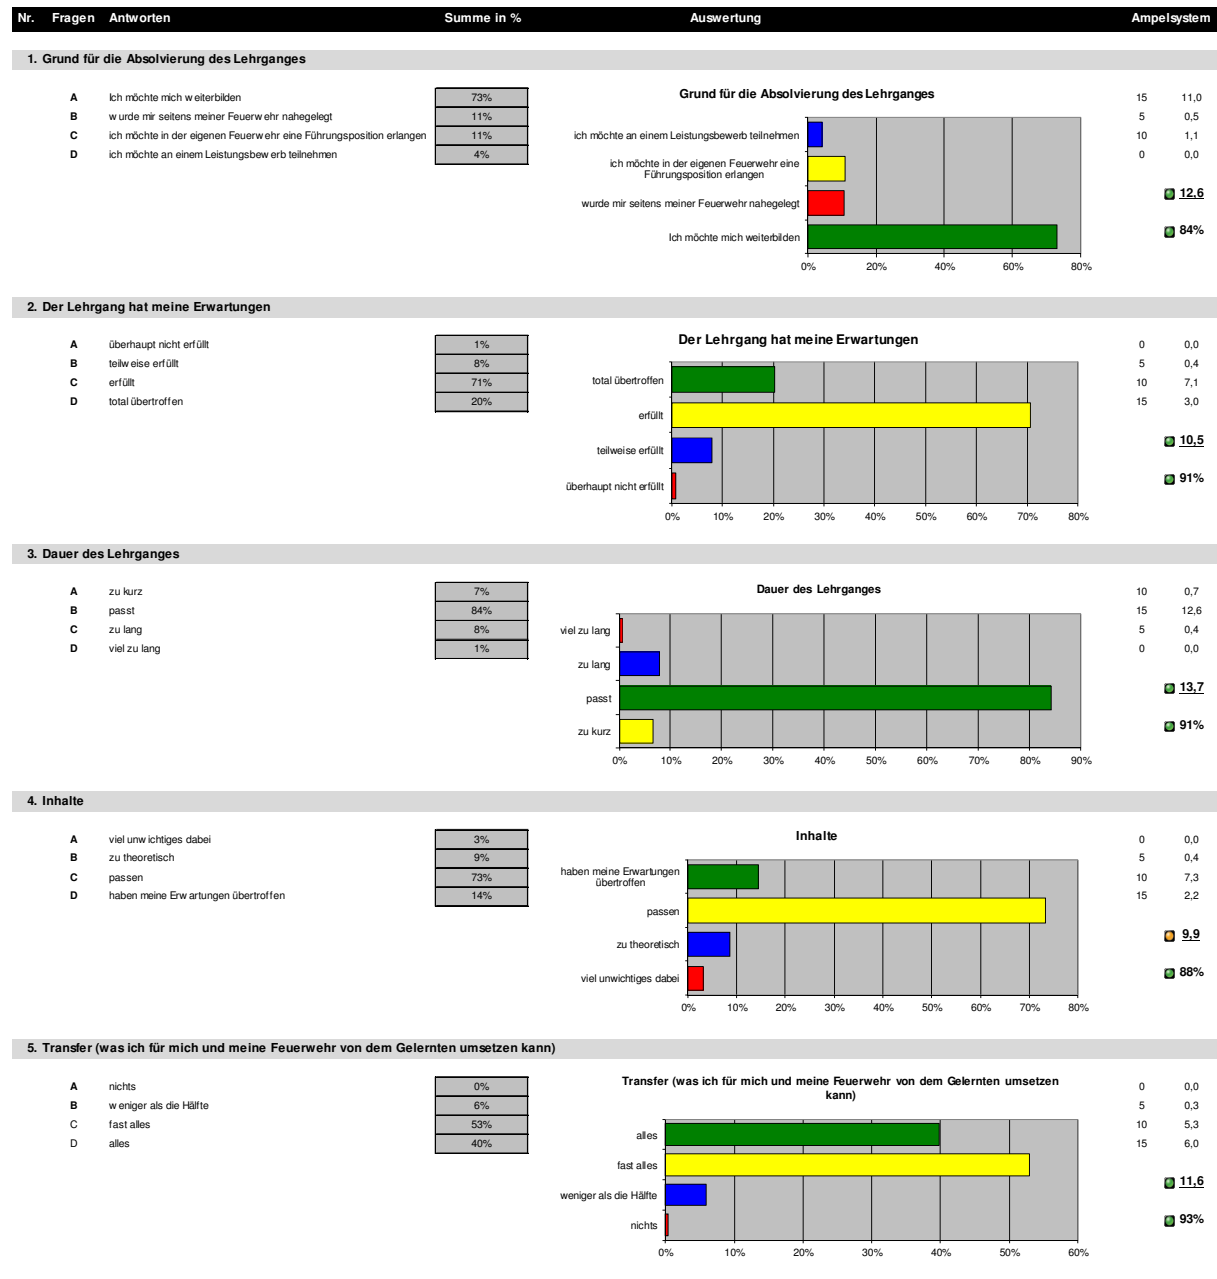 Nr. Fragen Antworten Summe in % Auswertung Ampelsystem
1. Grund für die Absolvierung des Lehrganges
A Ich möchte mich weiterbilden 73%
B wurde mir seitens meiner Feuerwehr nahegelegt 11%
C ich möchte in der eigenen Feuerwehr eine Führungsposition erlangen 11%
D ich möchte an einem Leistungsbewerb teilnehmen 4%
Grund für die Absolvierung des Lehrganges
ich möchte an einem Leistungsbewerb teilnehmen
ich möchte in der eigenen Feuerwehr eine
Führungsposition erlangen
wurde mir seitens meiner Feuerwehr nahegelegt
Ich möchte mich weiterbilden
0% 20% 40% 60% 80%
15 11,0
5 0,5
10 1,1
0 0,0
12,6
84%
2. Der Lehrgang hat meine Erwartungen
A überhaupt nicht erfüllt 1%
B teilweise erfüllt 8%
C erfüllt 71%
D total übertroffen 20%
Der Lehrgang hat meine Erwartungen
total übertroffen
erfüllt
teilweise erfüllt
überhaupt nicht erfüllt
0% 10% 20% 30% 40% 50% 60% 70% 80%
0 0,0
5 0,4
10 7,1
15 3,0
10,5
91%
3. Dauer des Lehrganges
A zu kurz 7%
B passt 84%
C zu lang 8%
D viel zu lang 1%
Dauer des Lehrganges
viel zu lang
zu lang
passt
zu kurz
0% 10% 20% 30% 40% 50% 60% 70% 80% 90%
10 0,7
15 12,6
5 0,4
0 0,0
13,7
91%
4. Inhalte
A viel unwichtiges dabei 3%
B zu theoretisch 9%
C passen 73%
D haben meine Erwartungen übertroffen 14%
Inhalte
haben meine Erwartungen
übertroffen
passen
zu theoretisch
viel unwichtiges dabei
0% 10% 20% 30% 40% 50% 60% 70% 80%
0 0,0
5 0,4
10 7,3
15 2,2
9,9
88%
5. Transfer (was ich für mich und meine Feuerwehr von dem Gelernten umsetzen kann)
A nichts 0%
B weniger als die Hälfte 6%
C fast alles 53%
D alles 40%
Transfer (was ich für mich und meine Feuerwehr von dem Gelernten umsetzen
kann)
alles
fast alles
weniger als die Hälfte
nichts
0% 10% 20% 30% 40% 50% 60%
0 0,0
5 0,3
10 5,3
15 6,0
11,6
93%